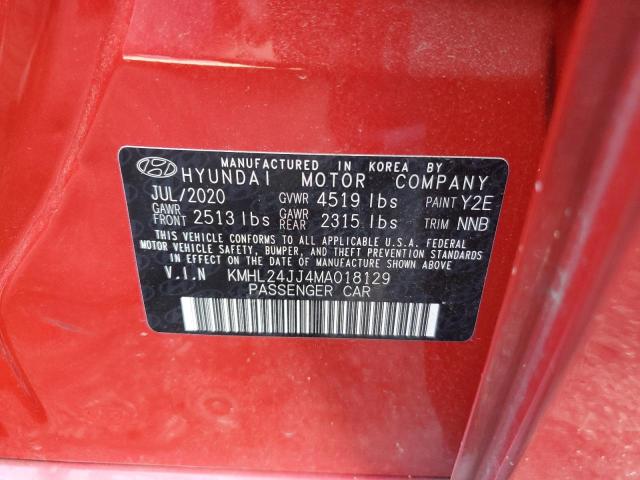 MANUFACTURED IN KOREA BY
HYUNDAI MOTOR COMPANY
JUL/2020 GVWR 4519 lbs PAINT Y2E
GAWR FRONT 2513 lbs GAWR REAR 2315 lbs TRIM NNB
THIS VEHICLE CONFORMS TO ALL APPLICABLE U.S.A. FEDERAL
MOTOR VEHICLE SAFETY, BUMPER, AND THEFT PREVENTION STANDARDS
IN EFFECT ON THE DATE OF MANUFACTURE SHOWN ABOVE.
V.I.N KMHL24JJ4MA018129
PASSENGER CAR